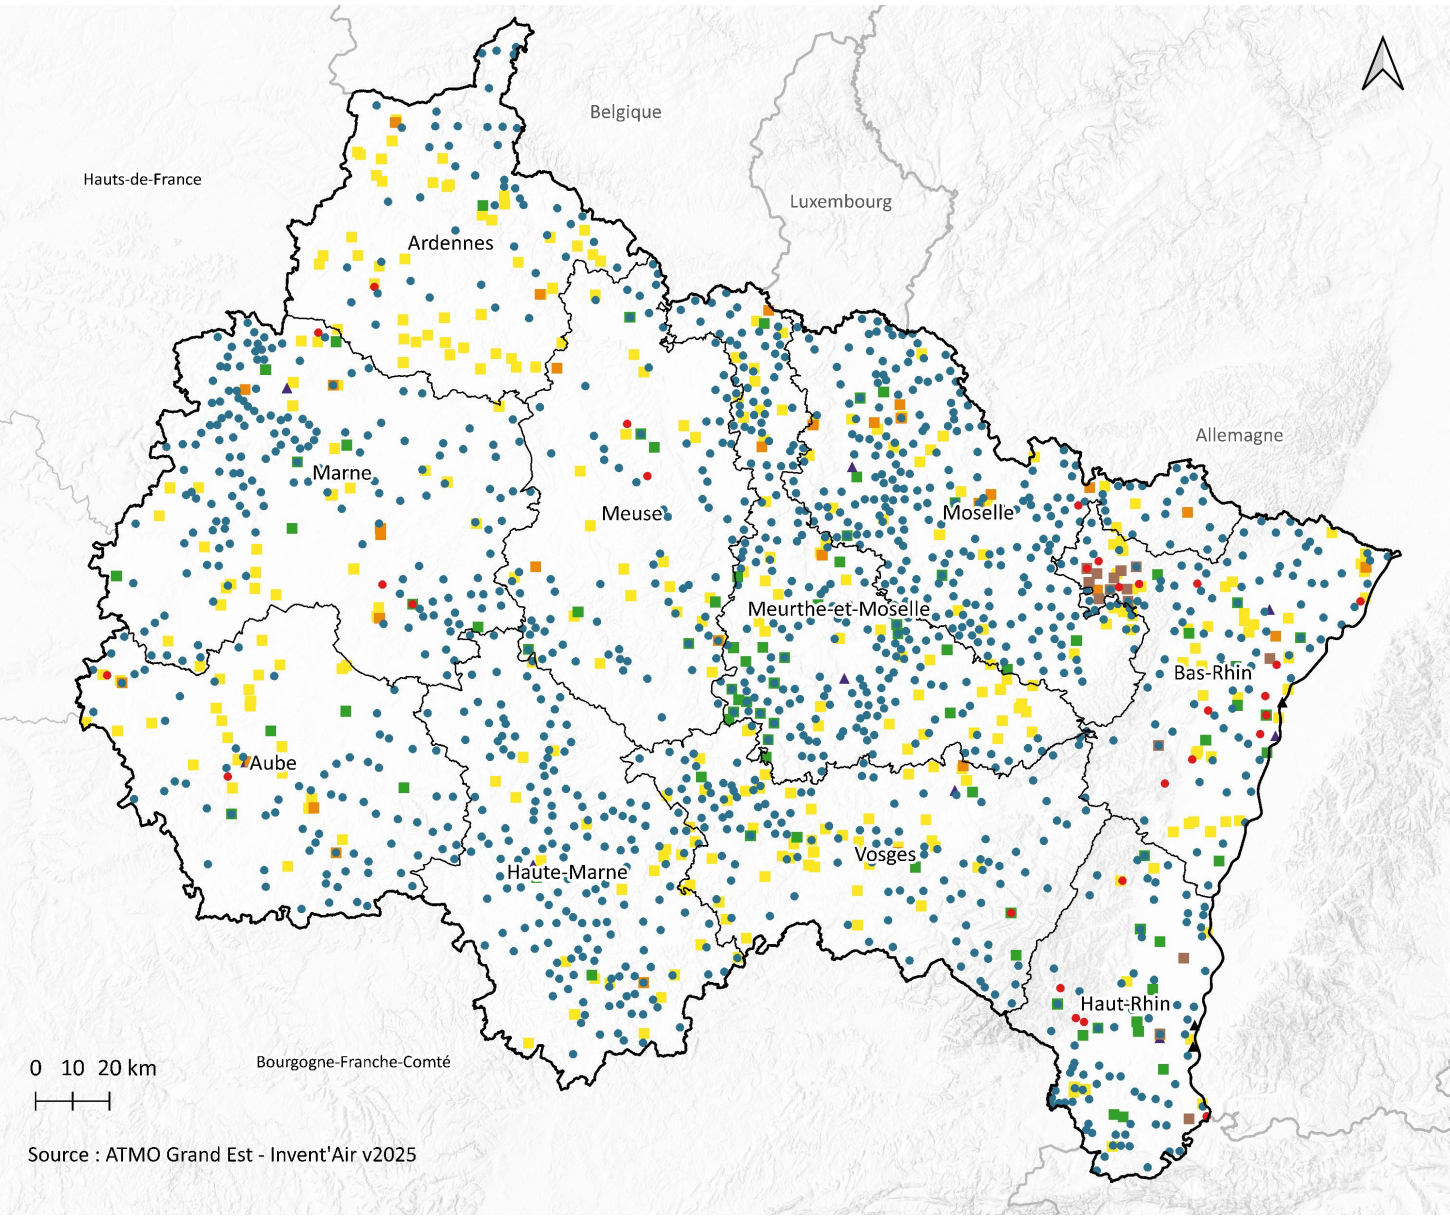 Belgique
Hauts-de-France
Luxembourg
Ardennes
Allemagne
Marne
Meuse
Moselle
Meurthe-et-Moselle
Bas-Rhin
Aube
Vosges
Haute-Marne
Haut-Rhin
Bourgogne-Franche-Comté
0 10 20 km
Source : ATMO Grand Est - Invent'Air v2025